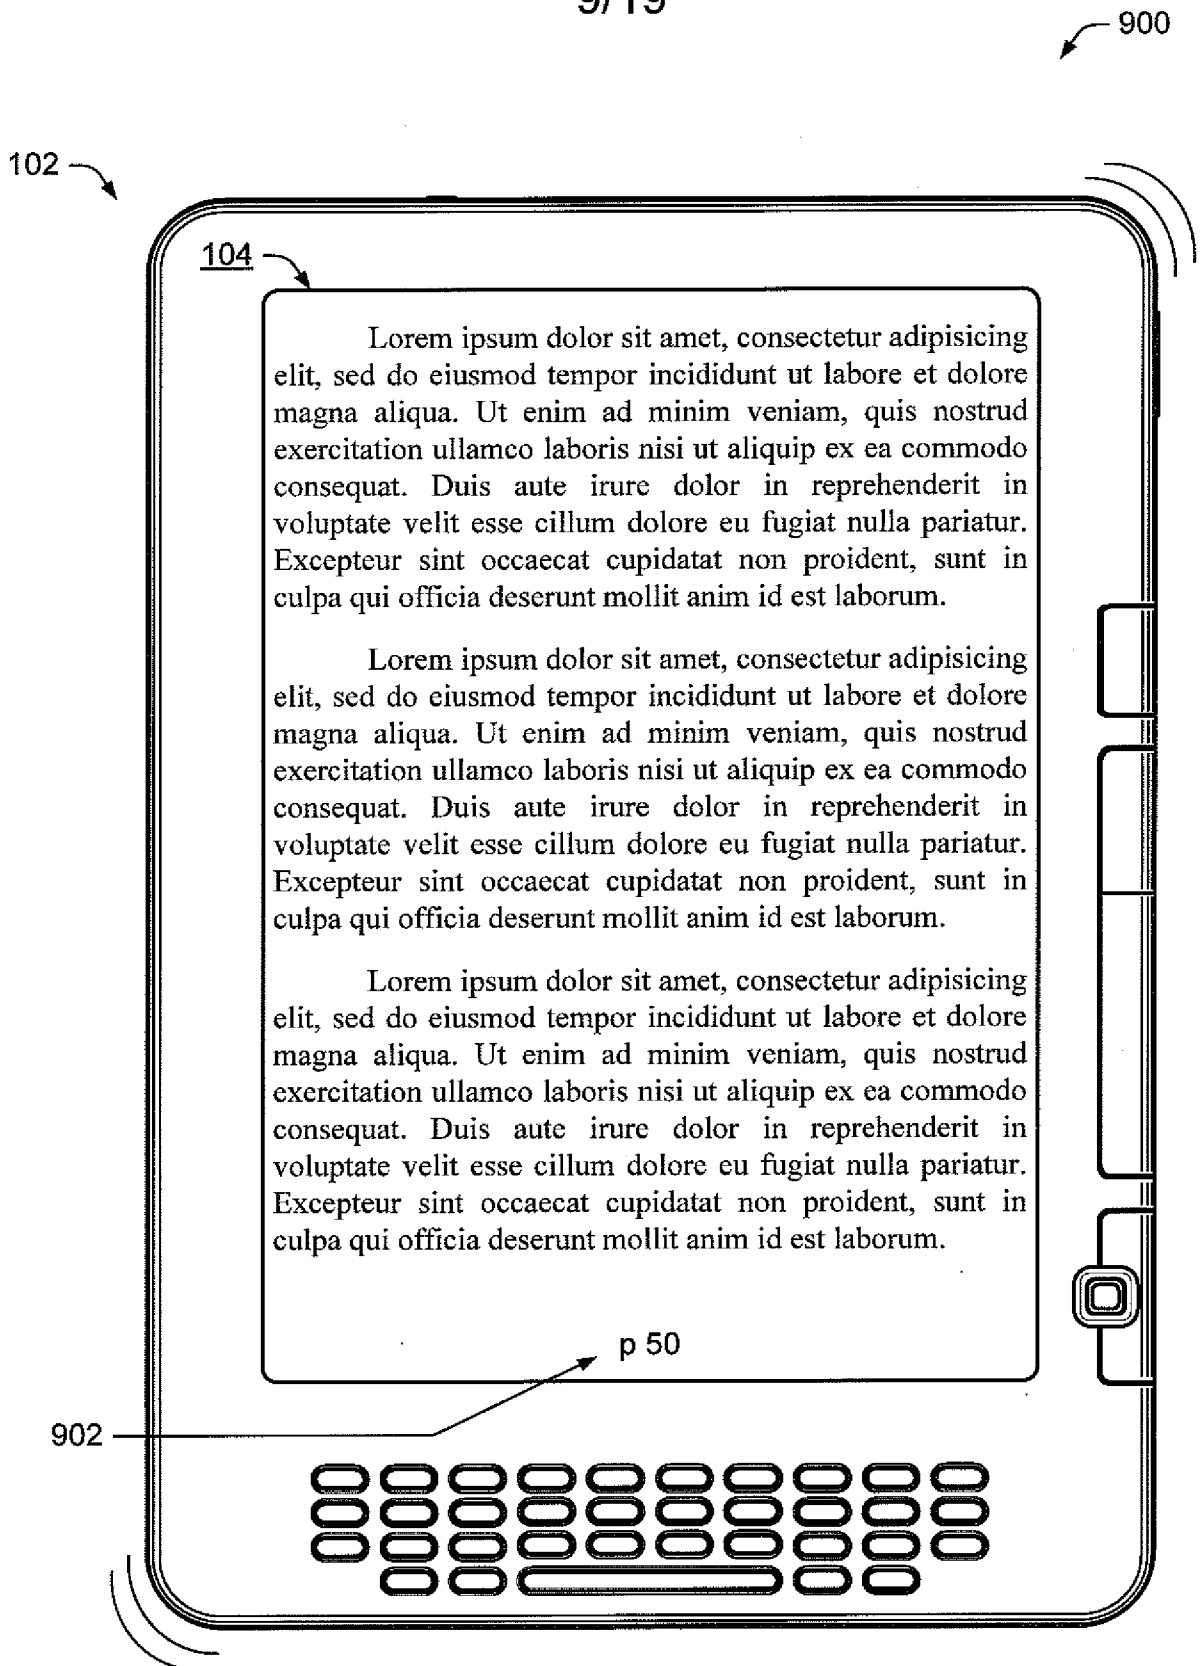 9/19
900
102
104
Lorem ipsum dolor sit amet, consectetur adipisicing
elit, sed do eiusmod tempor incididunt ut labore et dolore
magna aliqua. Ut enim ad minim veniam, quis nostrud
exercitation ullamco laboris nisi ut aliquip ex ea commodo
consequat. Duis aute irure dolor in reprehenderit in
voluptate velit esse cillum dolore eu fugiat nulla pariatur.
Excepteur sint occaecat cupidatat non proident, sunt in
culpa qui officia deserunt mollit anim id est laborum.
Lorem ipsum dolor sit amet, consectetur adipisicing
elit, sed do eiusmod tempor incididunt ut labore et dolore
magna aliqua. Ut enim ad minim veniam, quis nostrud
exercitation ullamco laboris nisi ut aliquip ex ea commodo
consequat. Duis aute irure dolor in reprehenderit in
voluptate velit esse cillum dolore eu fugiat nulla pariatur.
Excepteur sint occaecat cupidatat non proident, sunt in
culpa qui officia deserunt mollit anim id est laborum.
Lorem ipsum dolor sit amet, consectetur adipisicing
elit, sed do eiusmod tempor incididunt ut labore et dolore
magna aliqua. Ut enim ad minim veniam, quis nostrud
exercitation ullamco laboris nisi ut aliquip ex ea commodo
consequat. Duis aute irure dolor in reprehenderit in
voluptate velit esse cillum dolore eu fugiat nulla pariatur.
Excepteur sint occaecat cupidatat non proident, sunt in
culpa qui officia deserunt mollit anim id est laborum.
p 50
902